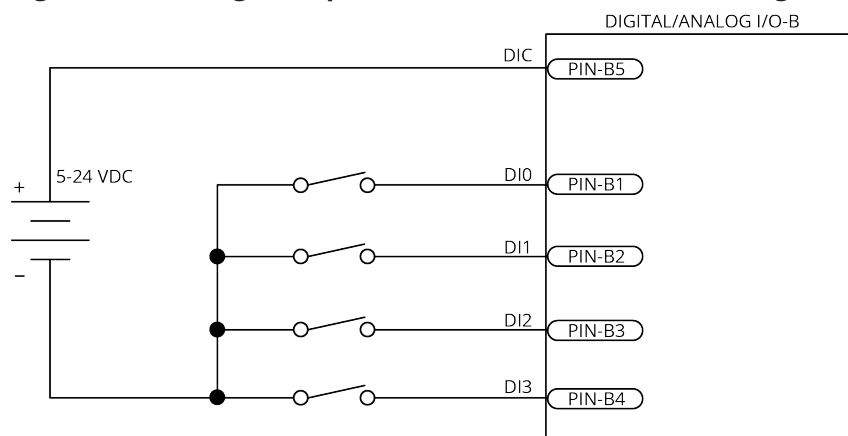 DIGITAL/ANALOG I/O-B
DIC
PIN-B5
5-24 VDC
+
DI0
PIN-B1
DI1
PIN-B2
−
DI2
PIN-B3
DI3
PIN-B4